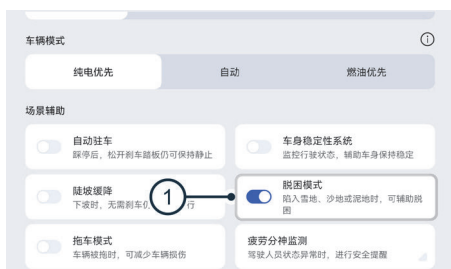 车辆模式
纯电优先 自动 燃油优先
场景辅助
自动驻车
踩停后，松开刹车踏板仍可保持静止
车身稳定性系统
监控行驶状态，辅助车身保持稳定
陡坡缓降
下坡时，无需刹车仍 行
1
脱困模式
陷入雪地、沙地或泥地时，可辅助脱
困
拖车模式
车辆被拖时，可减少车辆损伤
疲劳分神监测
驾驶人员状态异常时，进行安全提醒